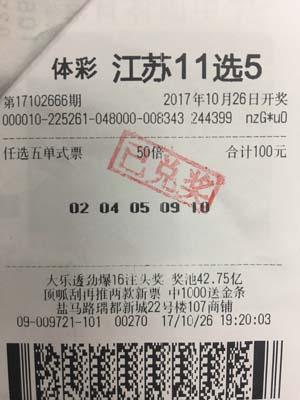 体彩 江苏11选5
第17102666期 2017年10月26日开奖
000010-225261-048000-008343 244399 nzG*uO
任选五单式票 50倍 合计100元
已兑奖
02 04 05 09 10
大乐透劲爆16注头奖 奖池42.75亿
顶呱刮再推两款新票 中1000送金条
盐马路瑞都新城22号楼107商铺
09-009721-101 00270 17/10/26 19:20:03